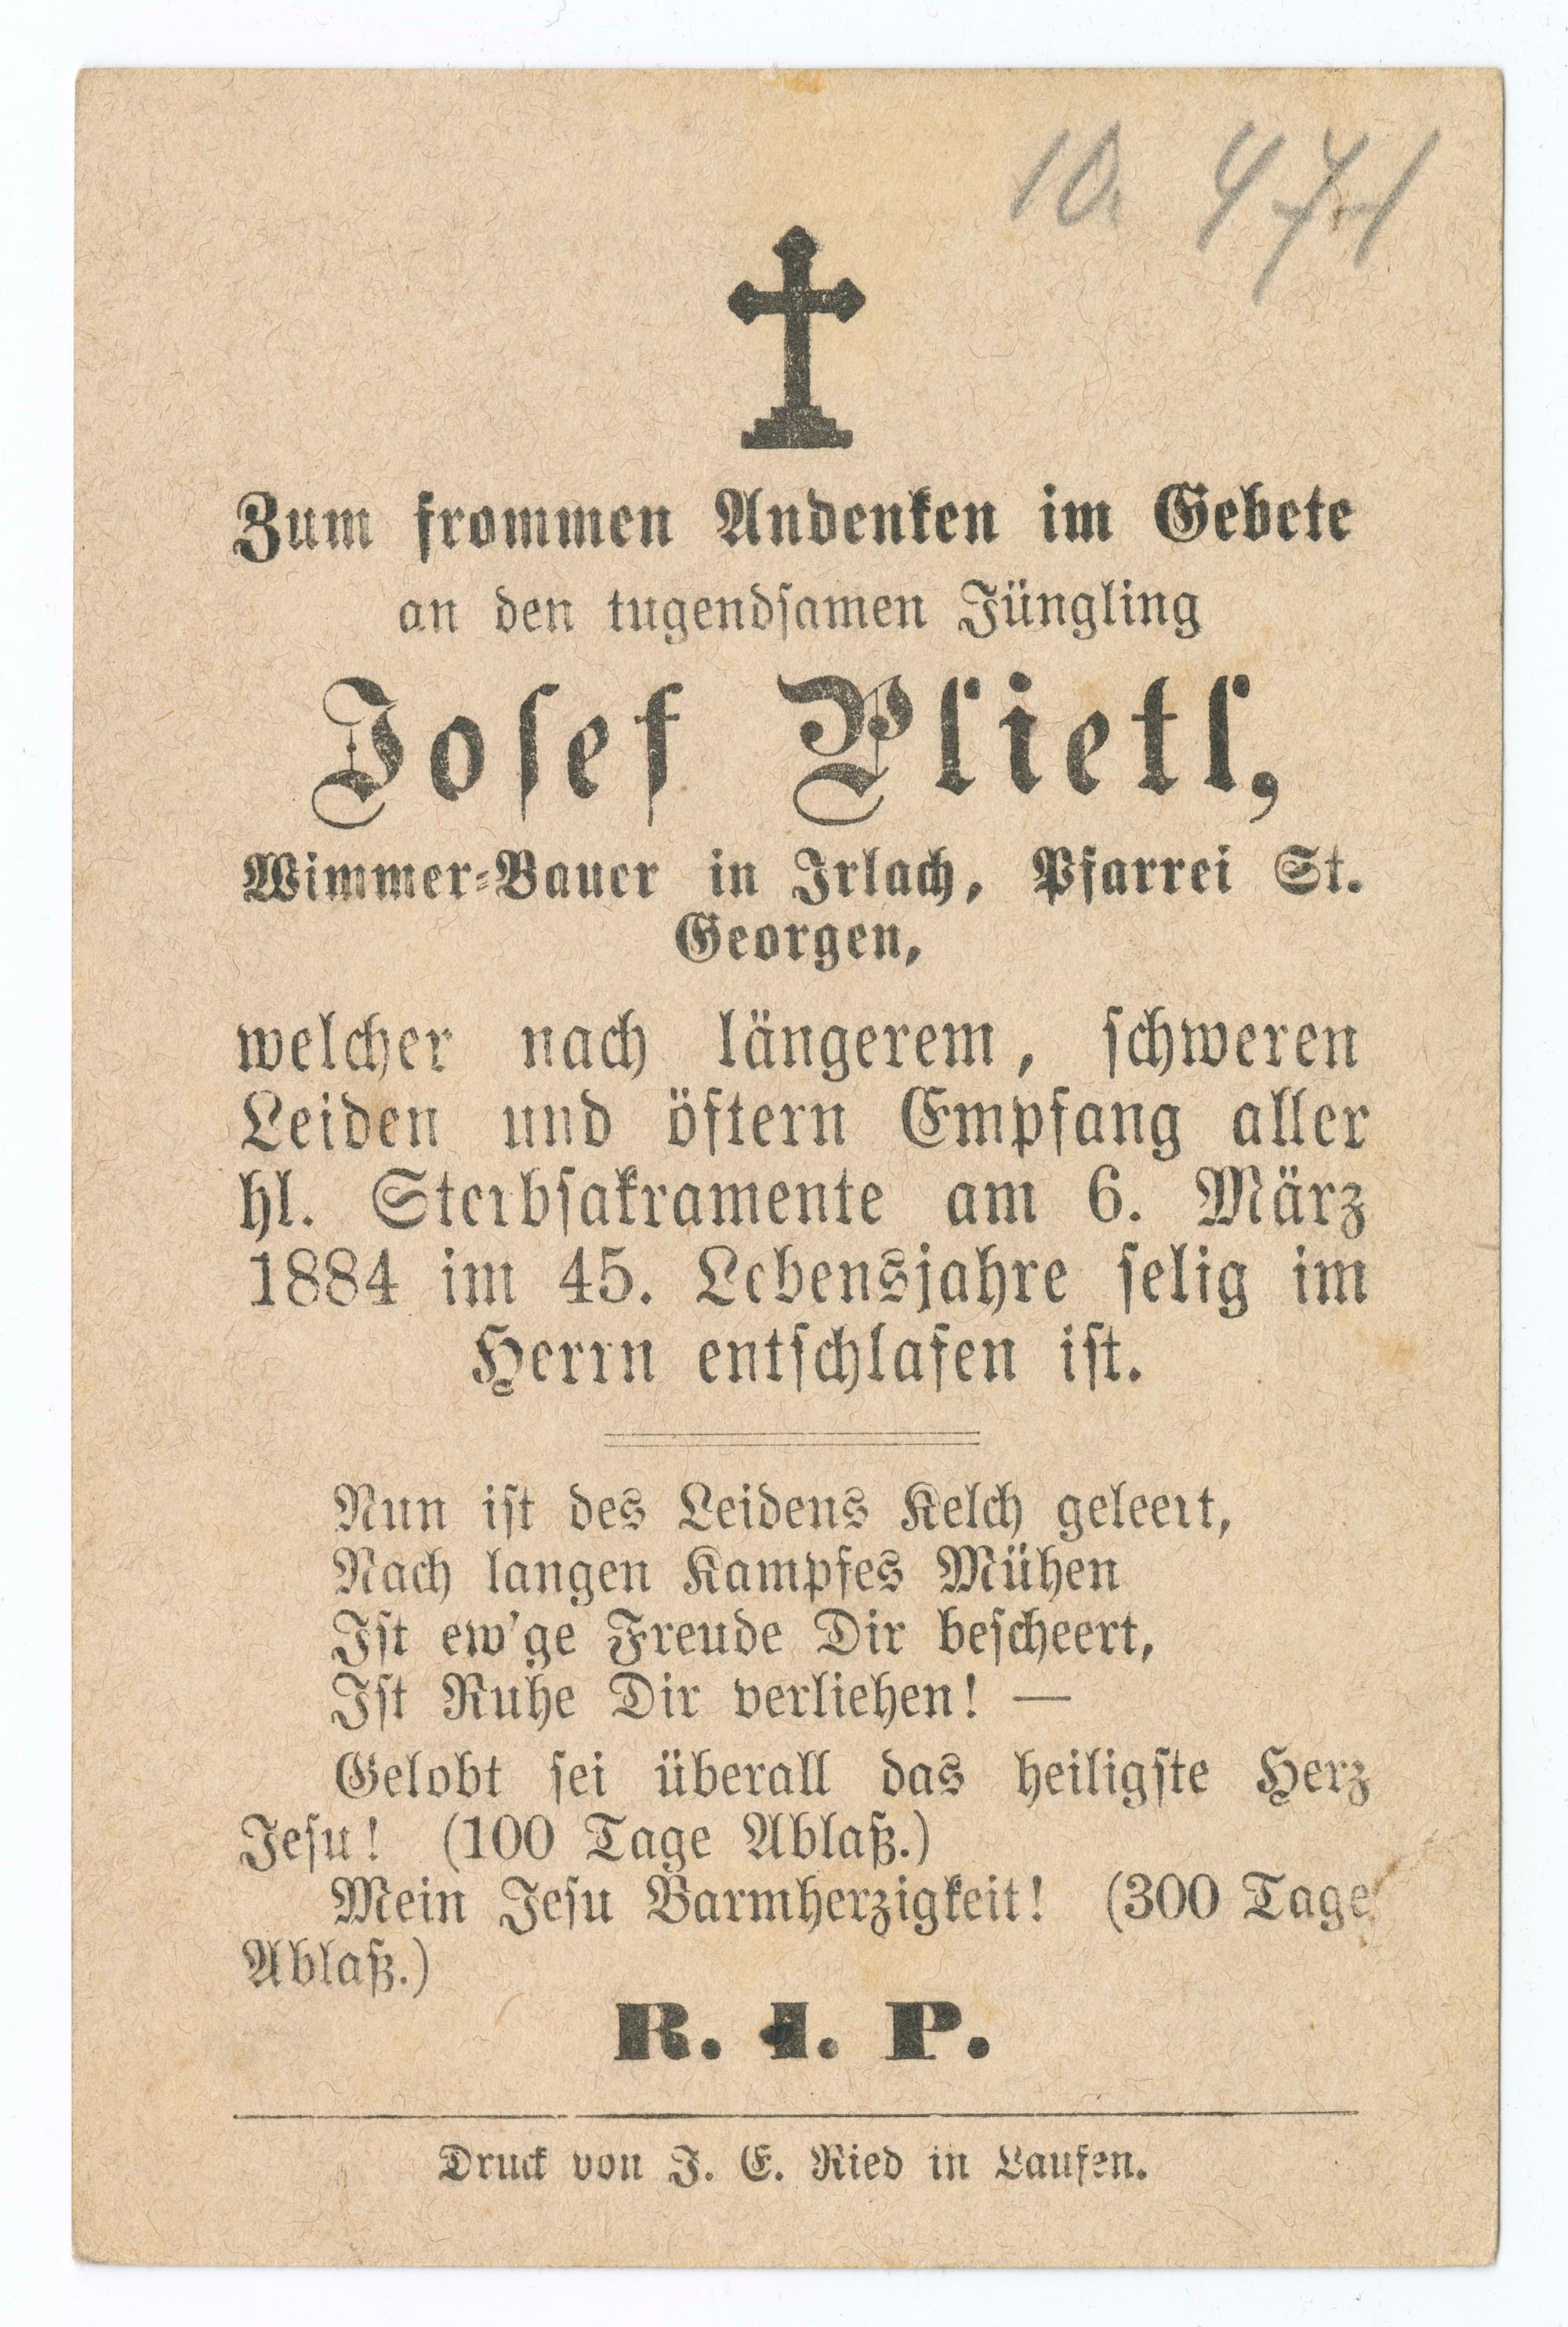 10. 471
Zum frommen Andenken im Gebete
an den tugendsamen Jüngling
Josef Plietl,
Wimmer-Bauer in Irlach, Pfarrei St.
Georgen,
welcher nach längerem, schweren
Leiden und öftern Empfang aller
hl. Sterbsakramente am 6. März
1884 im 45. Lebensjahre selig im
Herrn entschlafen ist.
Nun ist des Leidens Kelch geleert,
Nach langen Kampfes Mühen
Ist ew'ge Freude Dir bescheert,
Ist Ruhe Dir verliehen! —
Gelobt sei überall das heiligste Herz
Jesu! (100 Tage Ablaß.)
Mein Jesu Barmherzigkeit! (300 Tage
Ablaß.)
R. I. P.
Druck von J. E. Ried in Laufen.